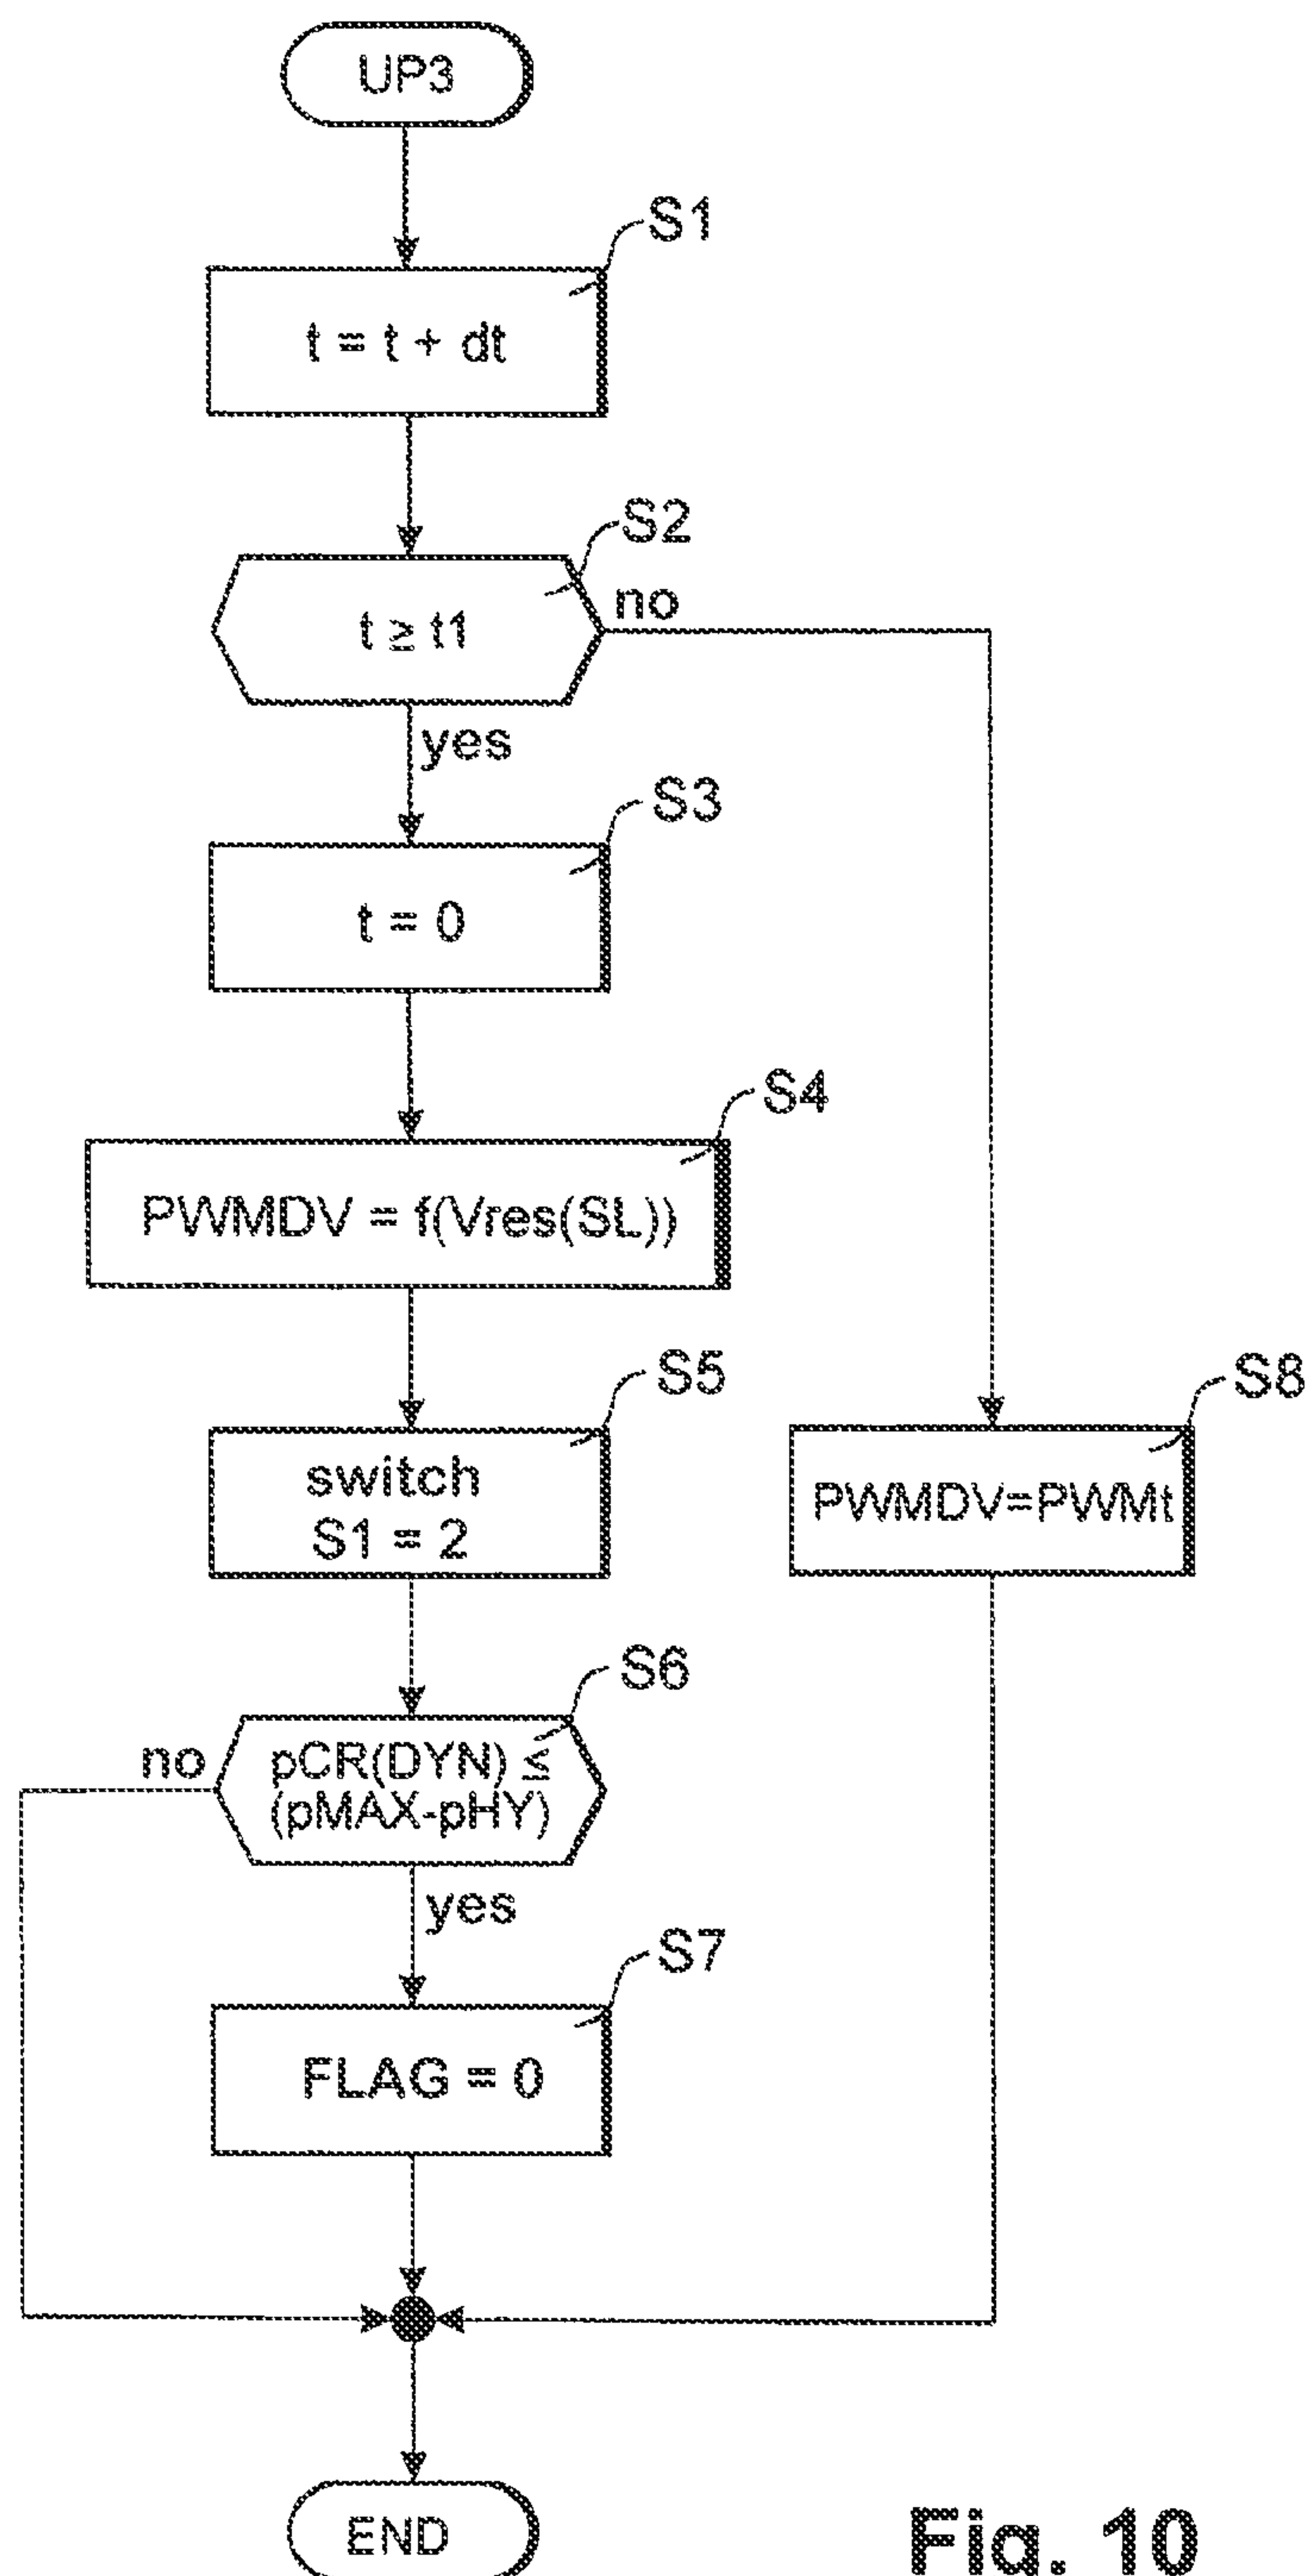 UP3
S1
t = t + dt
S2
t ≥ t1
no
yes
S3
t = 0
S4
PWMDV = f(Vres(SL))
S5
switch
S1 = 2
S8
PWMDV=PWMt
S6
no
pCR(DYN) ≤
(pMAX-pHY)
yes
S7
FLAG = 0
END
Fig. 10